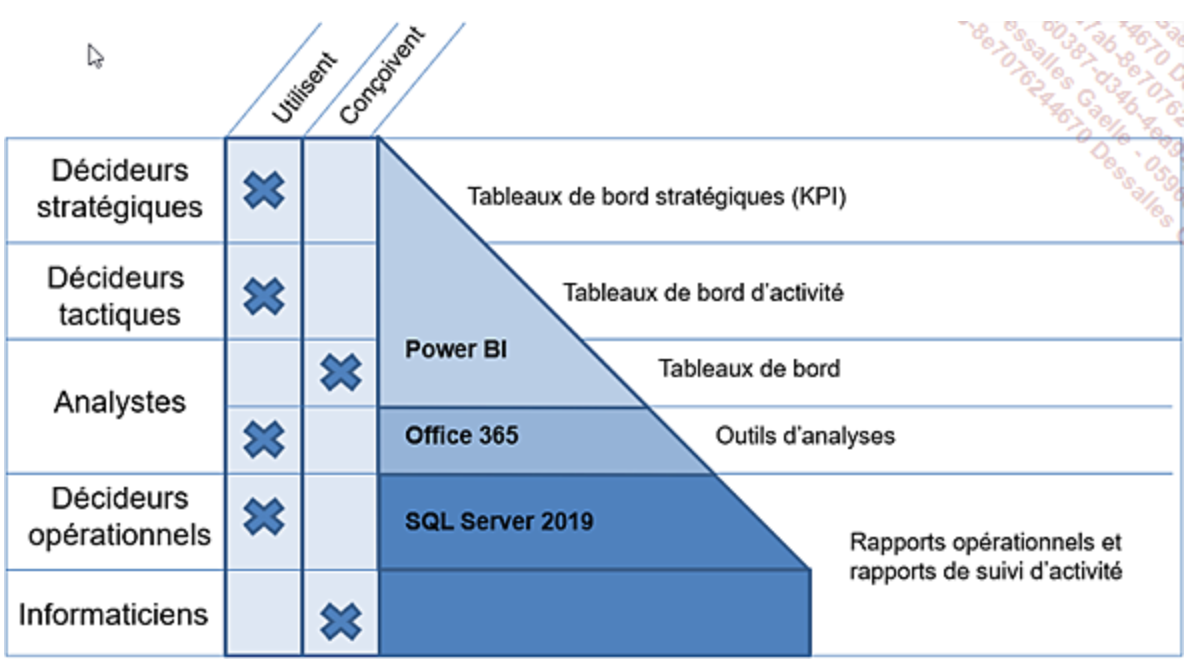 Utilisent
Conçoivent
Décideurs
stratégiques
Tableaux de bord stratégiques (KPI)
Décideurs
tactiques
Tableaux de bord d'activité
Power BI
Tableaux de bord
Analystes
Office 365
Outils d'analyses
Décideurs
opérationnels
SQL Server 2019
Rapports opérationnels et
rapports de suivi d'activité
Informaticiens